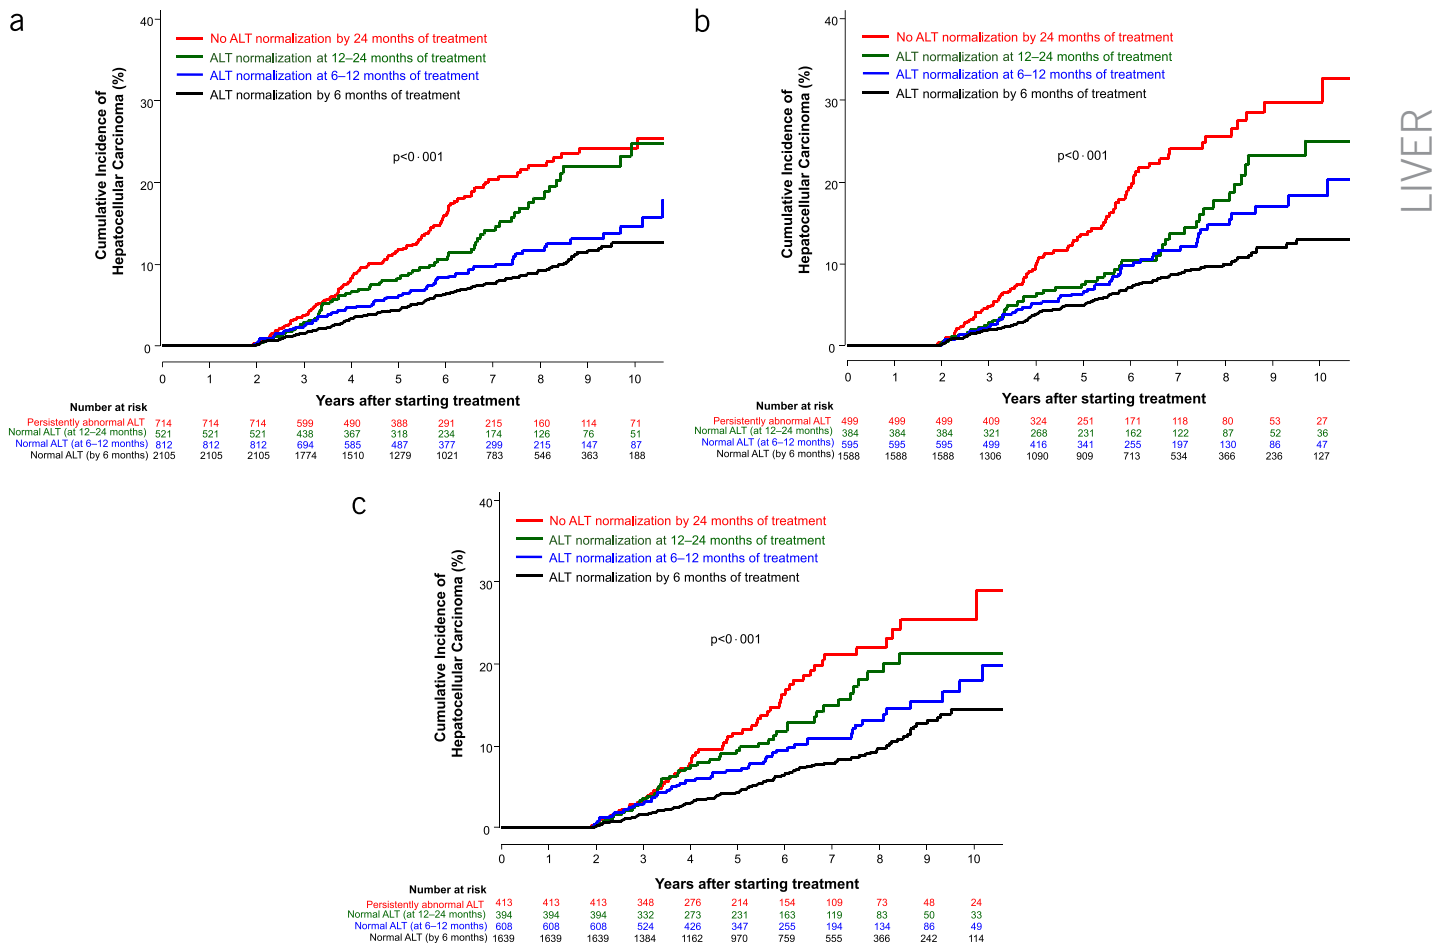 a
40
30
20
10
0
Cumulative Incidence of
Hepatocellular Carcinoma (%)
No ALT normalization by 24 months of treatment
ALT normalization at 12–24 months of treatment
ALT normalization at 6–12 months of treatment
ALT normalization by 6 months of treatment
p<0·001
0 1 2 3 4 5 6 7 8 9 10
Years after starting treatment
Number at risk
Persistently abnormal ALT 714 714 714 599 490 388 291 215 160 114 71
Normal ALT (at 12–24 months) 521 521 521 438 367 318 234 174 126 76 51
Normal ALT (at 6–12 months) 812 812 812 694 585 487 377 299 215 147 87
Normal ALT (by 6 months) 2105 2105 2105 1774 1510 1279 1021 783 546 363 188
b
40
30
20
10
0
Cumulative Incidence of
Hepatocellular Carcinoma (%)
No ALT normalization by 24 months of treatment
ALT normalization at 12–24 months of treatment
ALT normalization at 6–12 months of treatment
ALT normalization by 6 months of treatment
p<0·001
0 1 2 3 4 5 6 7 8 9 10
Years after starting treatment
Number at risk
Persistently abnormal ALT 499 499 499 409 324 251 171 118 80 53 27
Normal ALT (at 12–24 months) 384 384 384 321 268 231 162 122 87 52 36
Normal ALT (at 6–12 months) 595 595 595 499 416 341 255 197 130 86 47
Normal ALT (by 6 months) 1588 1588 1588 1306 1090 909 713 534 366 236 127
LIVER
c
40
30
20
10
0
Cumulative Incidence of
Hepatocellular Carcinoma (%)
No ALT normalization by 24 months of treatment
ALT normalization at 12–24 months of treatment
ALT normalization at 6–12 months of treatment
ALT normalization by 6 months of treatment
p<0·001
0 1 2 3 4 5 6 7 8 9 10
Years after starting treatment
Number at risk
Persistently abnormal ALT 413 413 413 348 276 214 154 109 73 48 24
Normal ALT (at 12–24 months) 394 394 394 332 273 231 163 119 83 50 33
Normal ALT (at 6–12 months) 608 608 608 524 426 347 255 194 134 86 49
Normal ALT (by 6 months) 1639 1639 1639 1384 1162 970 759 555 366 242 114